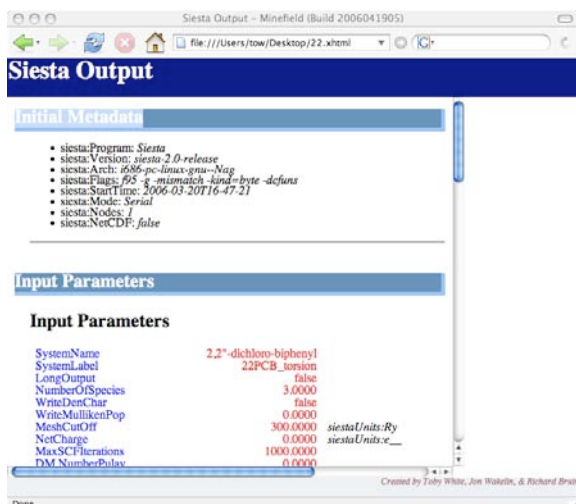 Siesta Output - Minefield (Build 2006041905)
file:///Users/tow/Desktop/22.xhtml
Siesta Output
Initial Metadata
siesta:Program: Siesta
siesta:Version: siesta-2.0-release
siesta:Arch: i686-pc-linux-gnu--Nag
siesta:Flags: f95 -g -mismatch -kind=byte -dcfuns
siesta:StartTime: 2006-03-20T16-47-21
siesta:Mode: Serial
siesta:Nodes: 1
siesta:NetCDF: false
Input Parameters
Input Parameters
SystemName 2,2"-dichloro-biphenyl
SystemLabel 22PCB_torsion
LongOutput false
NumberOfSpecies 3.0000
WriteDenChar false
WriteMullikenPop 0.0000
MeshCutOff 300.0000 siestaUnits:Ry
NetCharge 0.0000 siestaUnits:e__
MaxSCFIterations 1000.0000
DM.NumberPulay 0.0000
Created by Toby White, Jon Wakelin, & Richard
Done